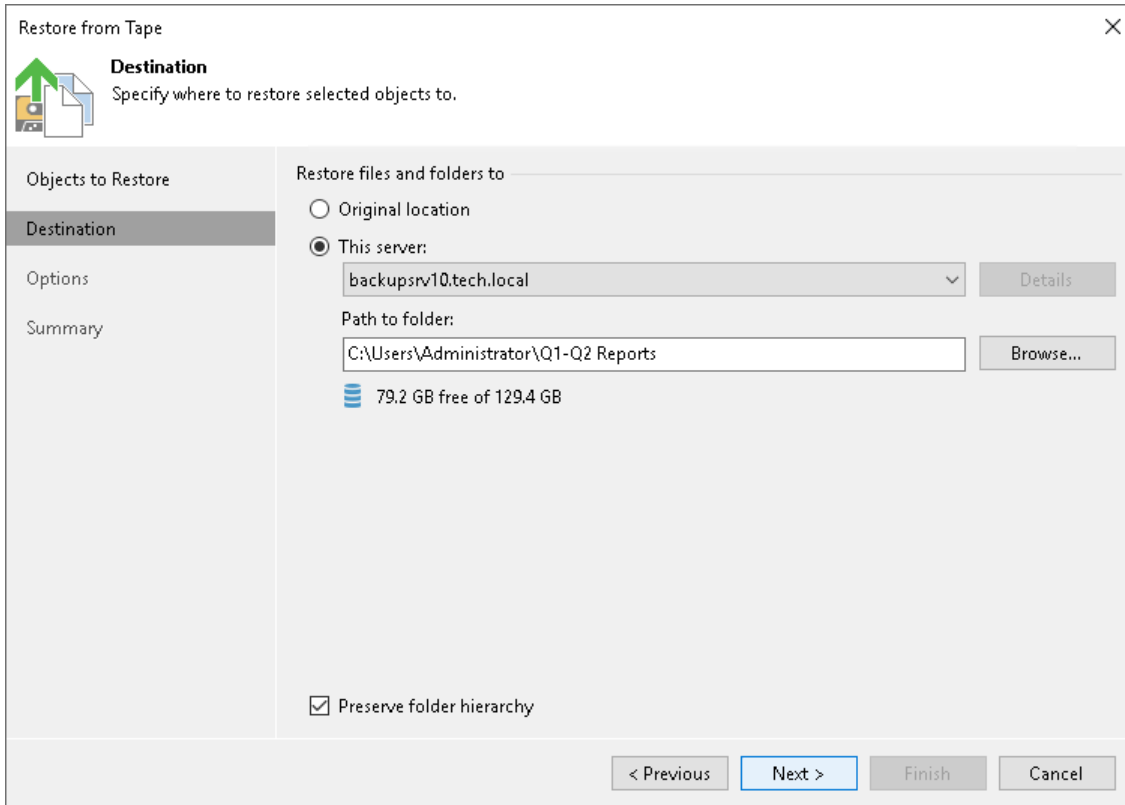 Restore from Tape
Destination
Specify where to restore selected objects to.
Objects to Restore
Destination
Options
Summary
Restore files and folders to
Original location
This server:
backupsrv10.tech.local
Details
Path to folder:
C:\Users\Administrator\Q1-Q2 Reports
Browse...
79.2 GB free of 129.4 GB
Preserve folder hierarchy
< Previous
Next >
Finish
Cancel